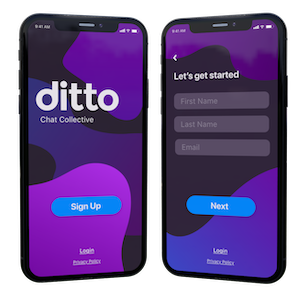 9:41 AM
ditto
Chat Collective
Sign Up
Login
Privacy Policy
9:41 AM
Let's get started
First Name
Last Name
Email
Next
Login
Privacy Policy